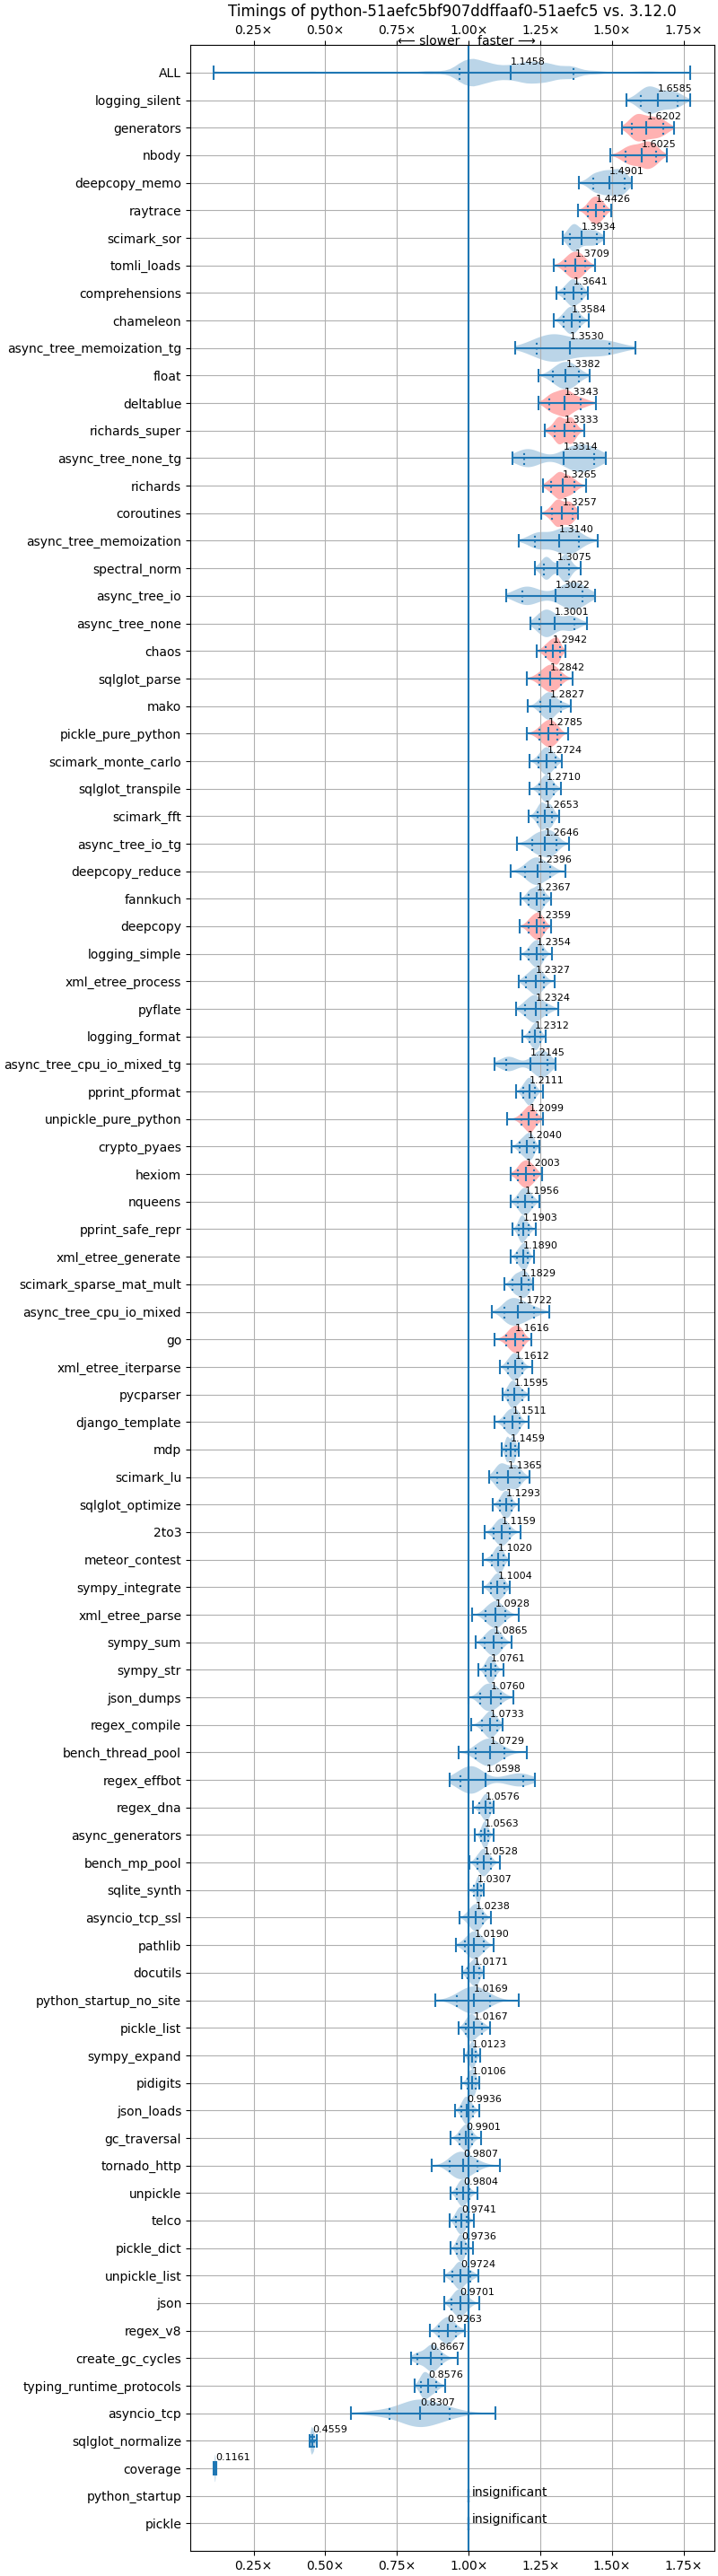 Timings of python-51aefc5bf907ddffaaf0-51aefc5 vs. 3.12.0
0.25× 0.50× 0.75× 1.00× 1.25× 1.50× 1.75×
⟵ slower faster ⟶
ALL 1.1458
logging_silent 1.6585
generators 1.6202
nbody 1.6025
deepcopy_memo 1.4901
raytrace 1.4426
scimark_sor 1.3934
tomli_loads 1.3709
comprehensions 1.3641
chameleon 1.3584
async_tree_memoization_tg 1.3530
float 1.3382
deltablue 1.3343
richards_super 1.3333
async_tree_none_tg 1.3314
richards 1.3265
coroutines 1.3257
async_tree_memoization 1.3140
spectral_norm 1.3075
async_tree_io 1.3022
async_tree_none 1.3001
chaos 1.2942
sqlglot_parse 1.2842
mako 1.2827
pickle_pure_python 1.2785
scimark_monte_carlo 1.2724
sqlglot_transpile 1.2710
scimark_fft 1.2653
async_tree_io_tg 1.2646
deepcopy_reduce 1.2396
fannkuch 1.2367
deepcopy 1.2359
logging_simple 1.2354
xml_etree_process 1.2327
pyflate 1.2324
logging_format 1.2312
async_tree_cpu_io_mixed_tg 1.2145
pprint_pformat 1.2111
unpickle_pure_python 1.2099
crypto_pyaes 1.2040
hexiom 1.2003
nqueens 1.1956
pprint_safe_repr 1.1903
xml_etree_generate 1.1890
scimark_sparse_mat_mult 1.1829
async_tree_cpu_io_mixed 1.1722
go 1.1616
xml_etree_iterparse 1.1612
pycparser 1.1595
django_template 1.1511
mdp 1.1459
scimark_lu 1.1365
sqlglot_optimize 1.1293
2to3 1.1159
meteor_contest 1.1020
sympy_integrate 1.1004
xml_etree_parse 1.0928
sympy_sum 1.0865
sympy_str 1.0761
json_dumps 1.0760
regex_compile 1.0733
bench_thread_pool 1.0729
regex_effbot 1.0598
regex_dna 1.0576
async_generators 1.0563
bench_mp_pool 1.0528
sqlite_synth 1.0307
asyncio_tcp_ssl 1.0238
pathlib 1.0190
docutils 1.0171
python_startup_no_site 1.0169
pickle_list 1.0167
sympy_expand 1.0123
pidigits 1.0106
json_loads 0.9936
gc_traversal 0.9901
tornado_http 0.9807
unpickle 0.9804
telco 0.9741
pickle_dict 0.9736
unpickle_list 0.9724
json 0.9701
regex_v8 0.9263
create_gc_cycles 0.8667
typing_runtime_protocols 0.8576
asyncio_tcp 0.8307
sqlglot_normalize 0.4559
coverage 0.1161
python_startup insignificant
pickle insignificant
0.25× 0.50× 0.75× 1.00× 1.25× 1.50× 1.75×